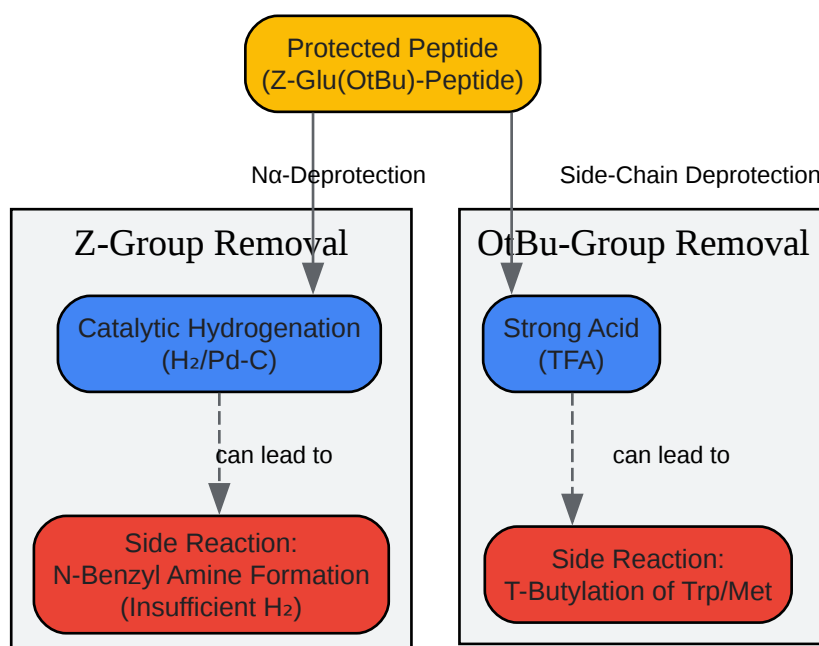 Protected Peptide
(Z-Glu(OtBu)-Peptide)
Nα-Deprotection
Side-Chain Deprotection
Z-Group Removal
OtBu-Group Removal
Catalytic Hydrogenation
(H₂/Pd-C)
Strong Acid
(TFA)
can lead to
can lead to
Side Reaction:
N-Benzyl Amine Formation
(Insufficient H₂)
Side Reaction:
T-Butylation of Trp/Met